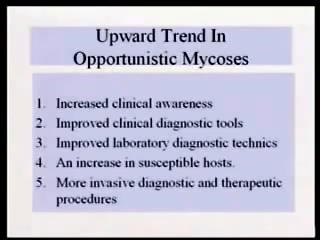 Upward Trend In
Opportunistic Mycoses
1. Increased clinical awareness
2. Improved clinical diagnostic tools
3. Improved laboratory diagnostic technics
4. An increase in susceptible hosts.
5. More invasive diagnostic and therapeutic
procedures